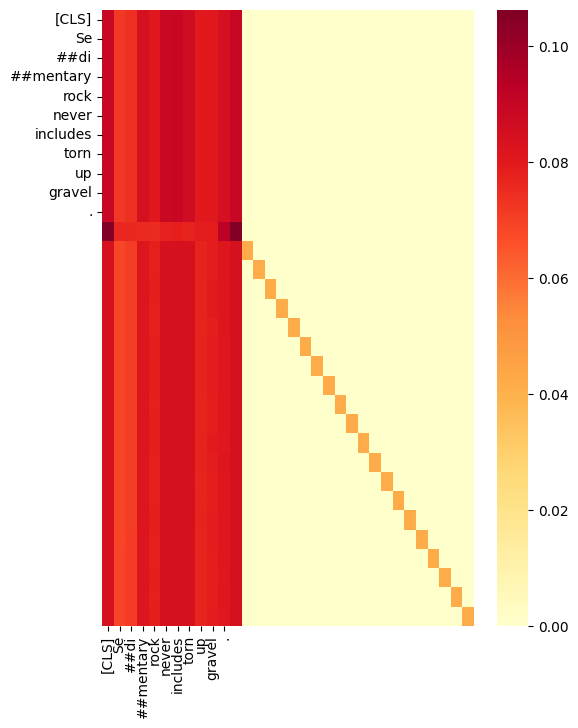 [CLS]
Se
##di
##mentary
rock
never
includes
torn
up
gravel
.
0.10
0.08
0.06
0.04
0.02
0.00
[CLS]
Se
##di
##mentary
rock
never
includes
torn
up
gravel
.